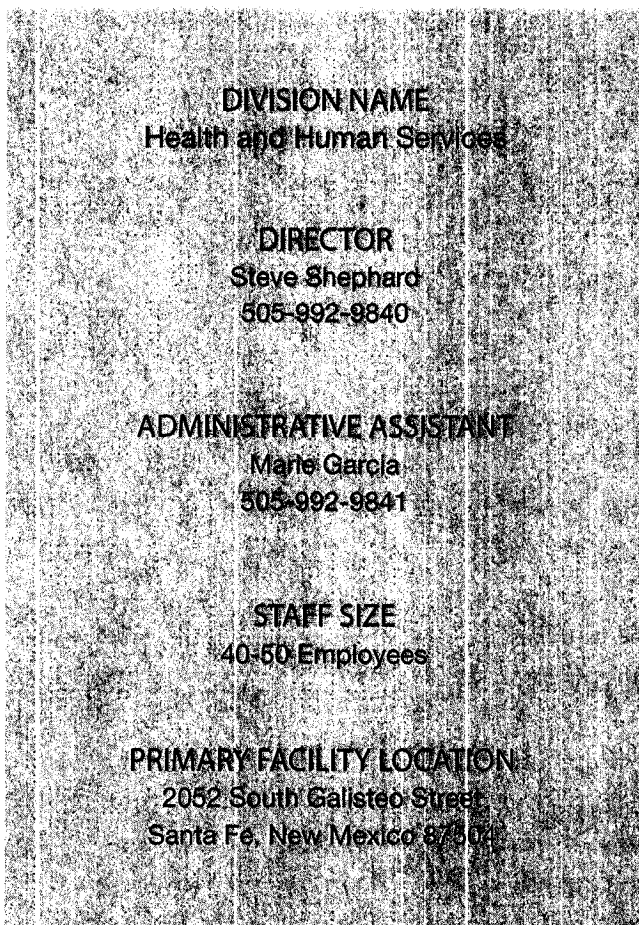 DIVISION NAME
Health and Human Services
DIRECTOR
Steve Shephard
505-992-9840
ADMINISTRATIVE ASSISTANT
Marie Garcia
505-992-9841
STAFF SIZE
40-50 Employees
PRIMARY FACILITY LOCATION
2052 South Galisteo Street
Santa Fe, New Mexico 87504